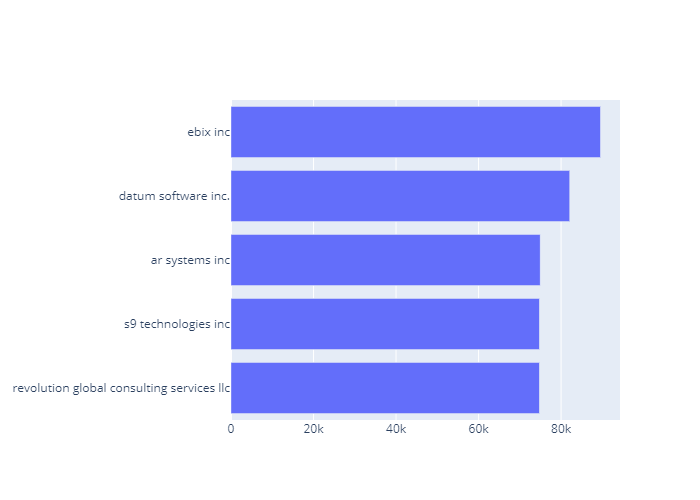 ebix inc
datum software inc.
ar systems inc
s9 technologies inc
revolution global consulting services llc
0 20k 40k 60k 80k